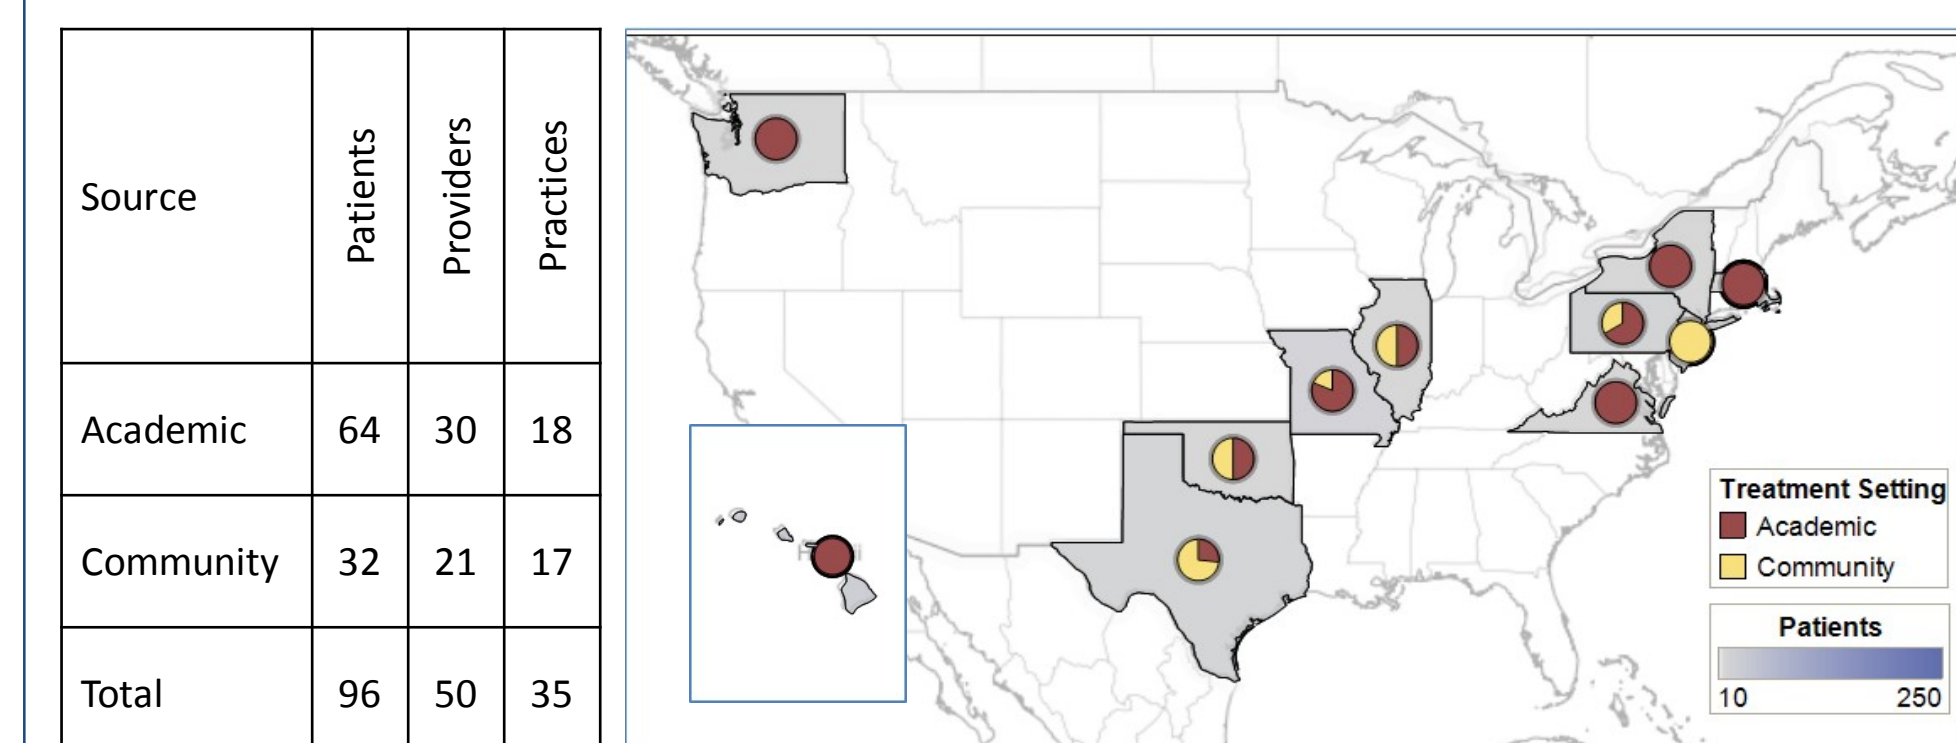 Source Patients Providers Practices
Academic 64 30 18
Community 32 21 17
Total 96 50 35
Treatment Setting
Academic
Community
Patients
10 250